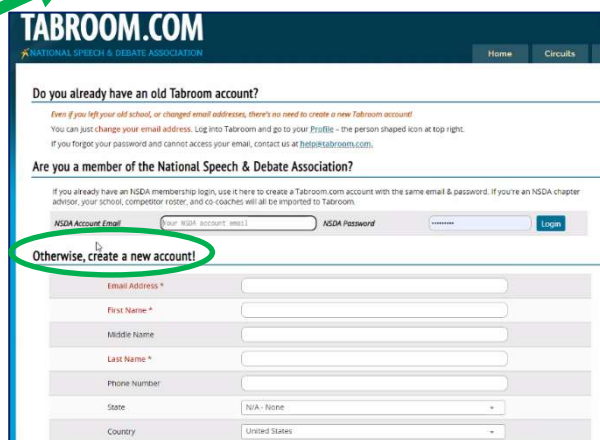 TABROOM.COM
NATIONAL SPEECH & DEBATE ASSOCIATION
Home Circuits
Do you already have an old Tabroom account?
Even if you left your old school, or changed email addresses, there's no need to create a new Tabroom account!
You can just change your email address. Log into Tabroom and go to your Profile – the person shaped icon at top right.
If you forgot your password and cannot access your email, contact us at help@tabroom.com.
Are you a member of the National Speech & Debate Association?
If you already have an NSDA membership login, use it here to create a Tabroom.com account with the same email & password. If you're an NSDA chapter
advisor, your school, competitor roster, and co-coaches will all be imported to Tabroom.
NSDA Account Email Your NSDA account email NSDA Password ········· Login
Otherwise, create a new account!
Email Address *
First Name *
Middle Name
Last Name *
Phone Number
State N/A - None
Country United States